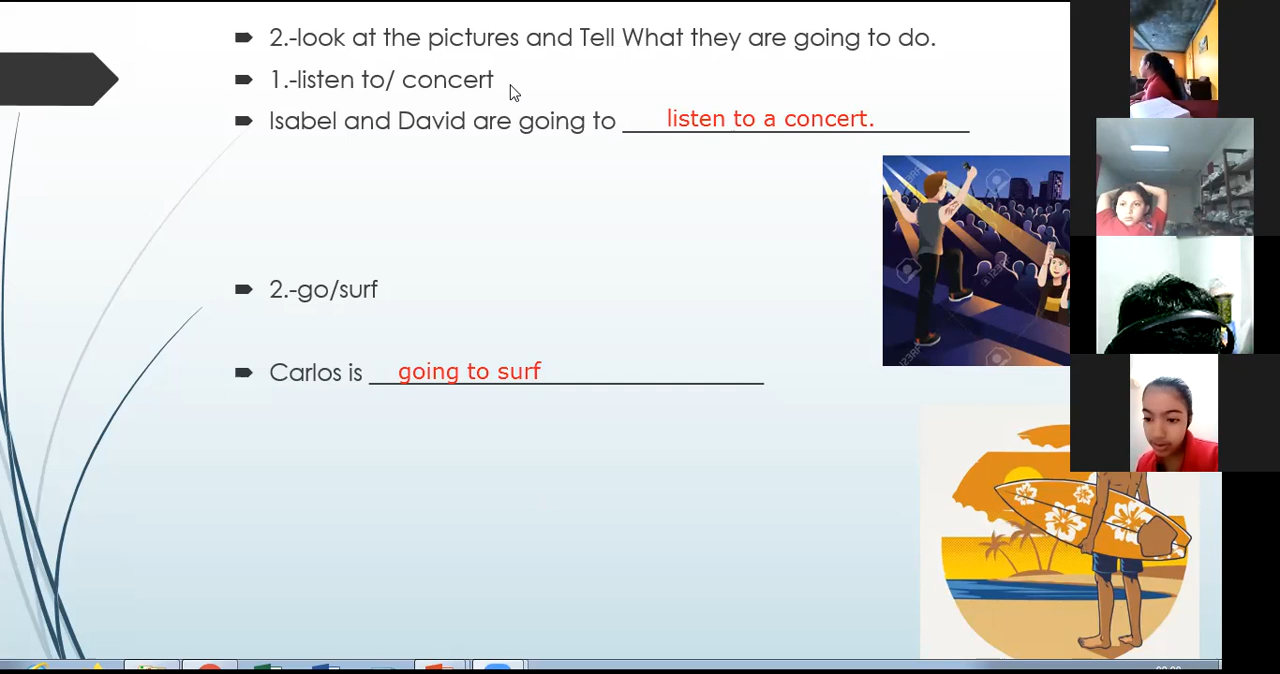 2.-look at the pictures and Tell What they are going to do.
1.-listen to/ concert
Isabel and David are going to listen to a concert.
2.-go/surf
Carlos is going to surf